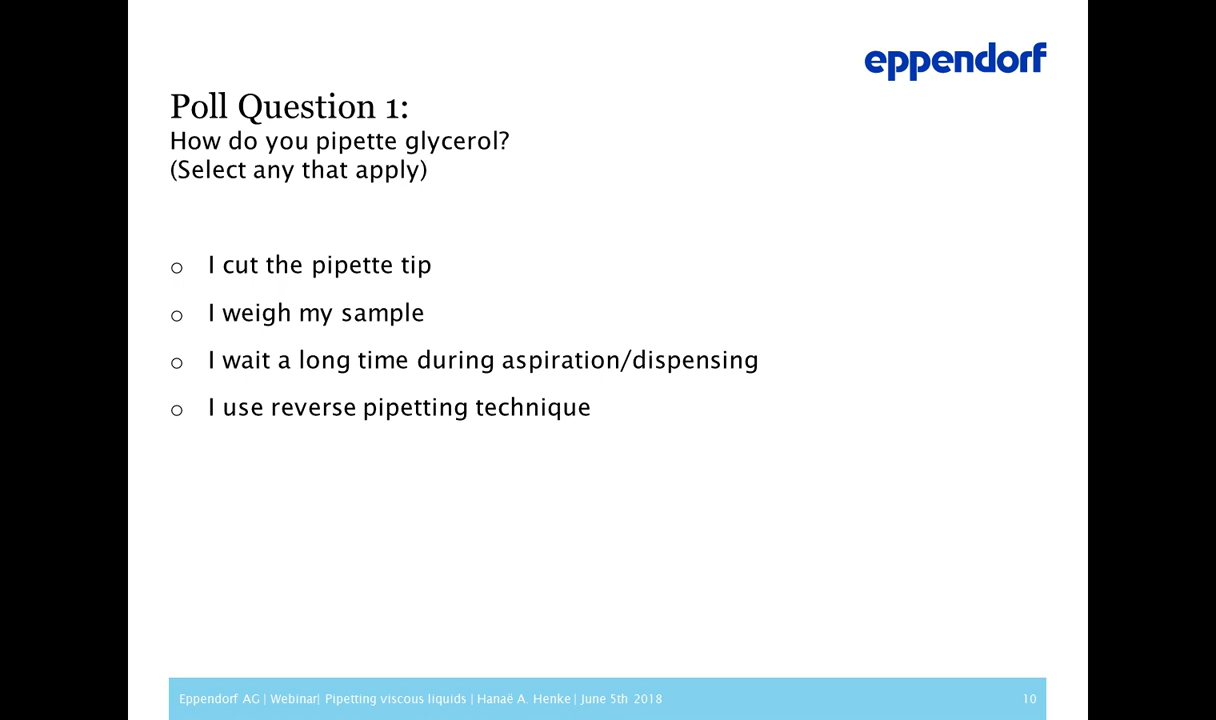 eppendorf
Poll Question 1:
How do you pipette glycerol?
(Select any that apply)
o I cut the pipette tip
o I weigh my sample
o I wait a long time during aspiration/dispensing
o I use reverse pipetting technique
Eppendorf AG | Webinar| Pipetting viscous liquids | Hanaë A. Henke | June 5th 2018 10